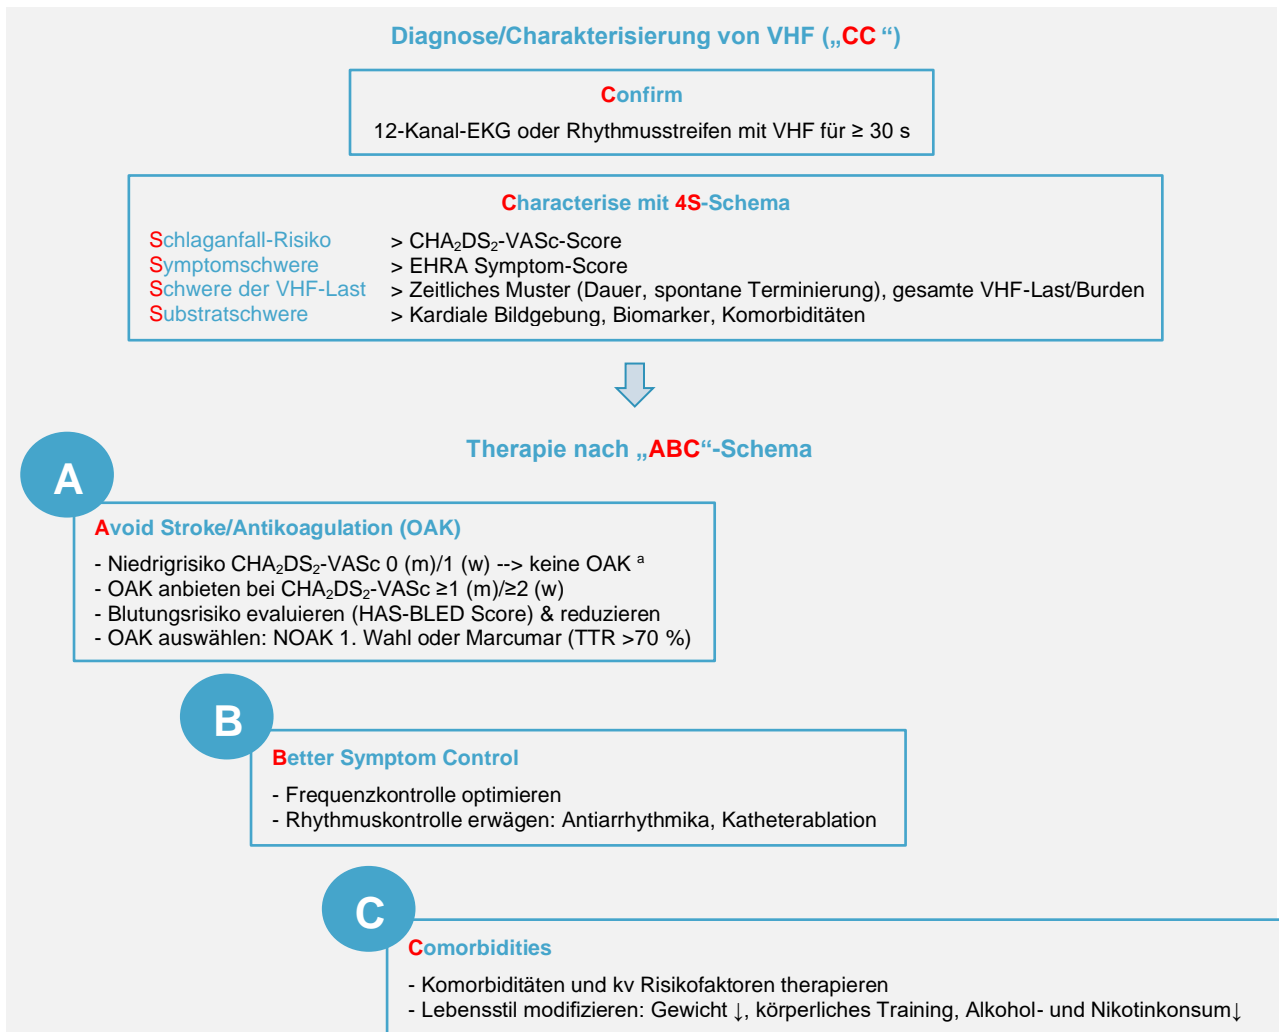 Diagnose/Charakterisierung von VHF („CC “)
Confirm
12-Kanal-EKG oder Rhythmusstreifen mit VHF für ≥ 30 s
Characterise mit 4S-Schema
Schlaganfall-Risiko > CHA₂DS₂-VASc-Score
Symptomschwere > EHRA Symptom-Score
Schwere der VHF-Last > Zeitliches Muster (Dauer, spontane Terminierung), gesamte VHF-Last/Burden
Substratschwere > Kardiale Bildgebung, Biomarker, Komorbiditäten
Therapie nach „ABC“-Schema
A
Avoid Stroke/Antikoagulation (OAK)
- Niedrigrisiko CHA₂DS₂-VASc 0 (m)/1 (w) --> keine OAK ᵃ
- OAK anbieten bei CHA₂DS₂-VASc ≥1 (m)/≥2 (w)
- Blutungsrisiko evaluieren (HAS-BLED Score) & reduzieren
- OAK auswählen: NOAK 1. Wahl oder Marcumar (TTR >70 %)
B
Better Symptom Control
- Frequenzkontrolle optimieren
- Rhythmuskontrolle erwägen: Antiarrhythmika, Katheterablation
C
Comorbidities
- Komorbiditäten und kv Risikofaktoren therapieren
- Lebensstil modifizieren: Gewicht ↓, körperliches Training, Alkohol- und Nikotinkonsum↓